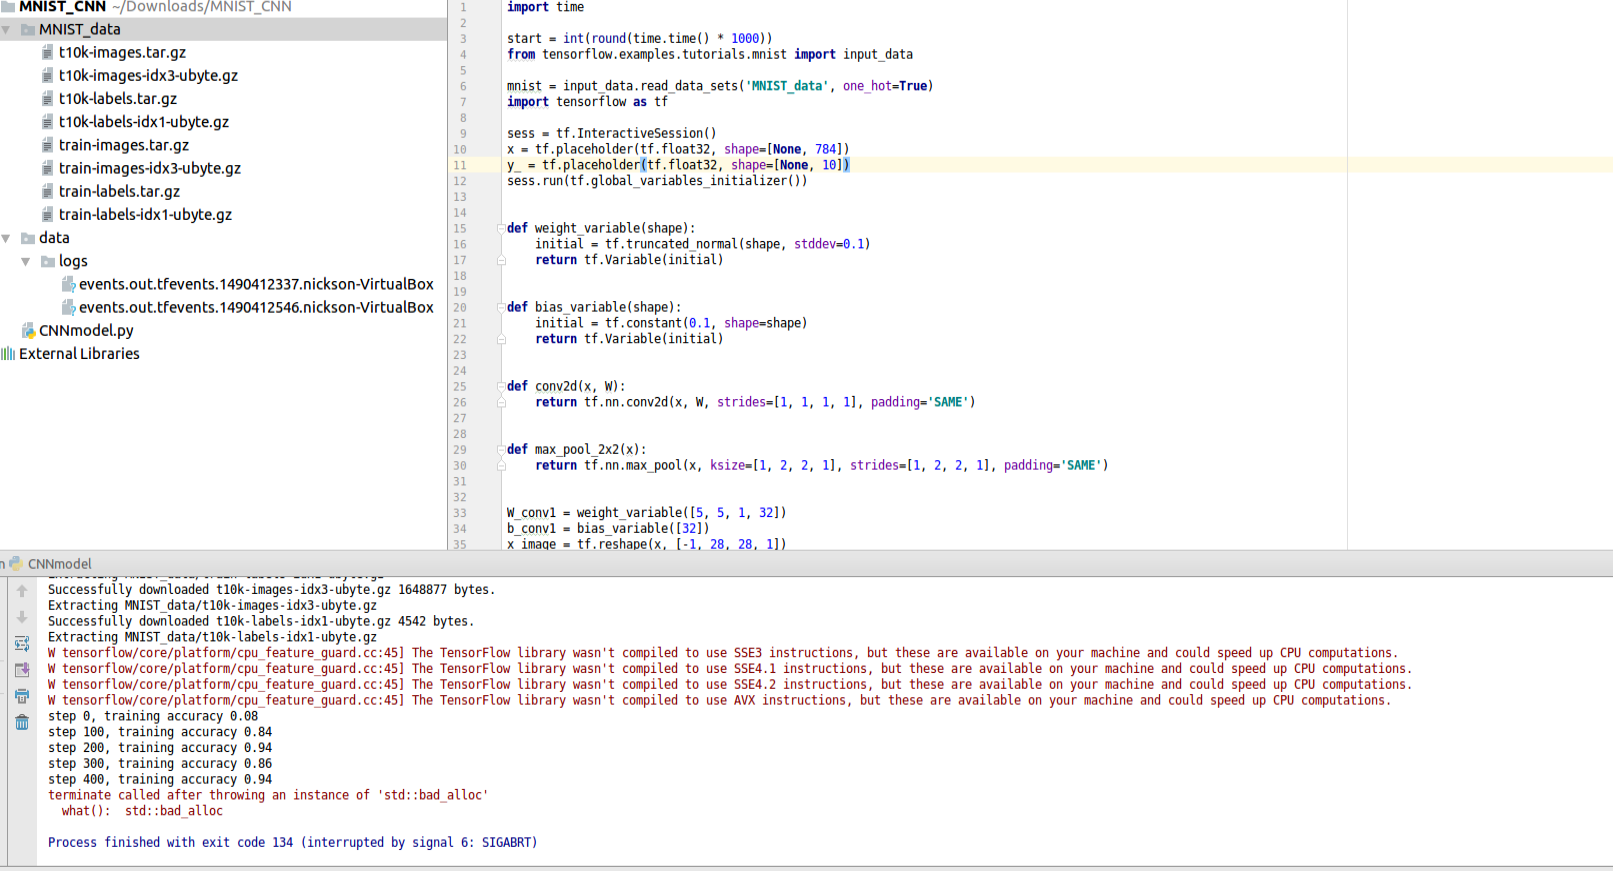 MNIST_CNN ~/Downloads/MNIST_CNN
MNIST_data
t10k-images.tar.gz
t10k-images-idx3-ubyte.gz
t10k-labels.tar.gz
t10k-labels-idx1-ubyte.gz
train-images.tar.gz
train-images-idx3-ubyte.gz
train-labels.tar.gz
train-labels-idx1-ubyte.gz
data
logs
events.out.tfevents.1490412337.nickson-VirtualBox
events.out.tfevents.1490412546.nickson-VirtualBox
CNNmodel.py
External Libraries
1 import time
2
3 start = int(round(time.time() * 1000))
4 from tensorflow.examples.tutorials.mnist import input_data
5
6 mnist = input_data.read_data_sets('MNIST_data', one_hot=True)
7 import tensorflow as tf
8
9 sess = tf.InteractiveSession()
10 x = tf.placeholder(tf.float32, shape=[None, 784])
11 y_ = tf.placeholder(tf.float32, shape=[None, 10])
12 sess.run(tf.global_variables_initializer())
13
14
15 def weight_variable(shape):
16 initial = tf.truncated_normal(shape, stddev=0.1)
17 return tf.Variable(initial)
18
19
20 def bias_variable(shape):
21 initial = tf.constant(0.1, shape=shape)
22 return tf.Variable(initial)
23
24
25 def conv2d(x, W):
26 return tf.nn.conv2d(x, W, strides=[1, 1, 1, 1], padding='SAME')
27
28
29 def max_pool_2x2(x):
30 return tf.nn.max_pool(x, ksize=[1, 2, 2, 1], strides=[1, 2, 2, 1], padding='SAME')
31
32
33 W_conv1 = weight_variable([5, 5, 1, 32])
34 b_conv1 = bias_variable([32])
35 x_image = tf.reshape(x, [-1, 28, 28, 1])
n CNNmodel
Extracting MNIST_data/train-labels-idx1-ubyte.gz
Successfully downloaded t10k-images-idx3-ubyte.gz 1648877 bytes.
Extracting MNIST_data/t10k-images-idx3-ubyte.gz
Successfully downloaded t10k-labels-idx1-ubyte.gz 4542 bytes.
Extracting MNIST_data/t10k-labels-idx1-ubyte.gz
W tensorflow/core/platform/cpu_feature_guard.cc:45] The TensorFlow library wasn't compiled to use SSE3 instructions, but these are available on your machine and could speed up CPU computations.
W tensorflow/core/platform/cpu_feature_guard.cc:45] The TensorFlow library wasn't compiled to use SSE4.1 instructions, but these are available on your machine and could speed up CPU computations.
W tensorflow/core/platform/cpu_feature_guard.cc:45] The TensorFlow library wasn't compiled to use SSE4.2 instructions, but these are available on your machine and could speed up CPU computations.
W tensorflow/core/platform/cpu_feature_guard.cc:45] The TensorFlow library wasn't compiled to use AVX instructions, but these are available on your machine and could speed up CPU computations.
step 0, training accuracy 0.08
step 100, training accuracy 0.84
step 200, training accuracy 0.94
step 300, training accuracy 0.86
step 400, training accuracy 0.94
terminate called after throwing an instance of 'std::bad_alloc'
what(): std::bad_alloc
Process finished with exit code 134 (interrupted by signal 6: SIGABRT)